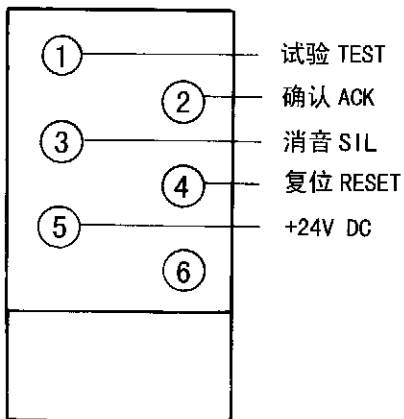 ① 试验 TEST
② 确认 ACK
③ 消音 SIL
④ 复位 RESET
⑤ +24V DC
⑥